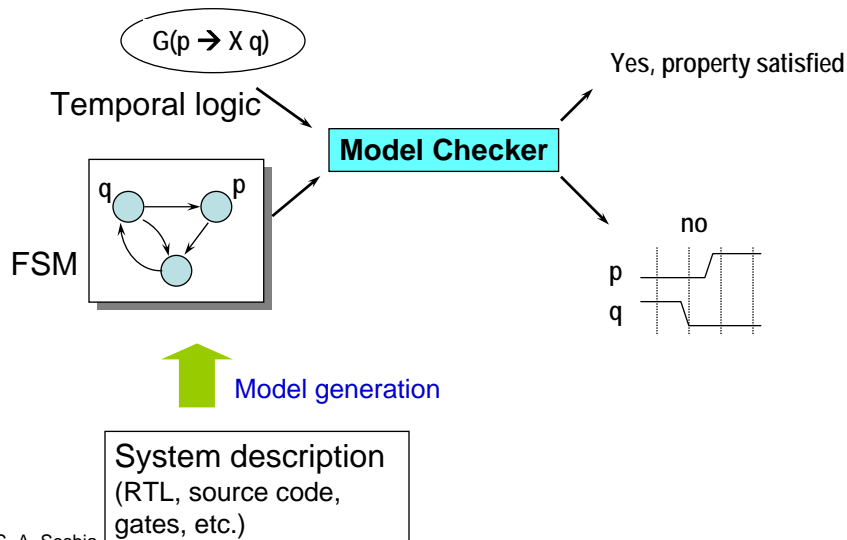 G(p → X q)
Temporal logic
Yes, property satisfied
Model Checker
q
p
FSM
no
p
q
Model generation
System description
(RTL, source code,
gates, etc.)